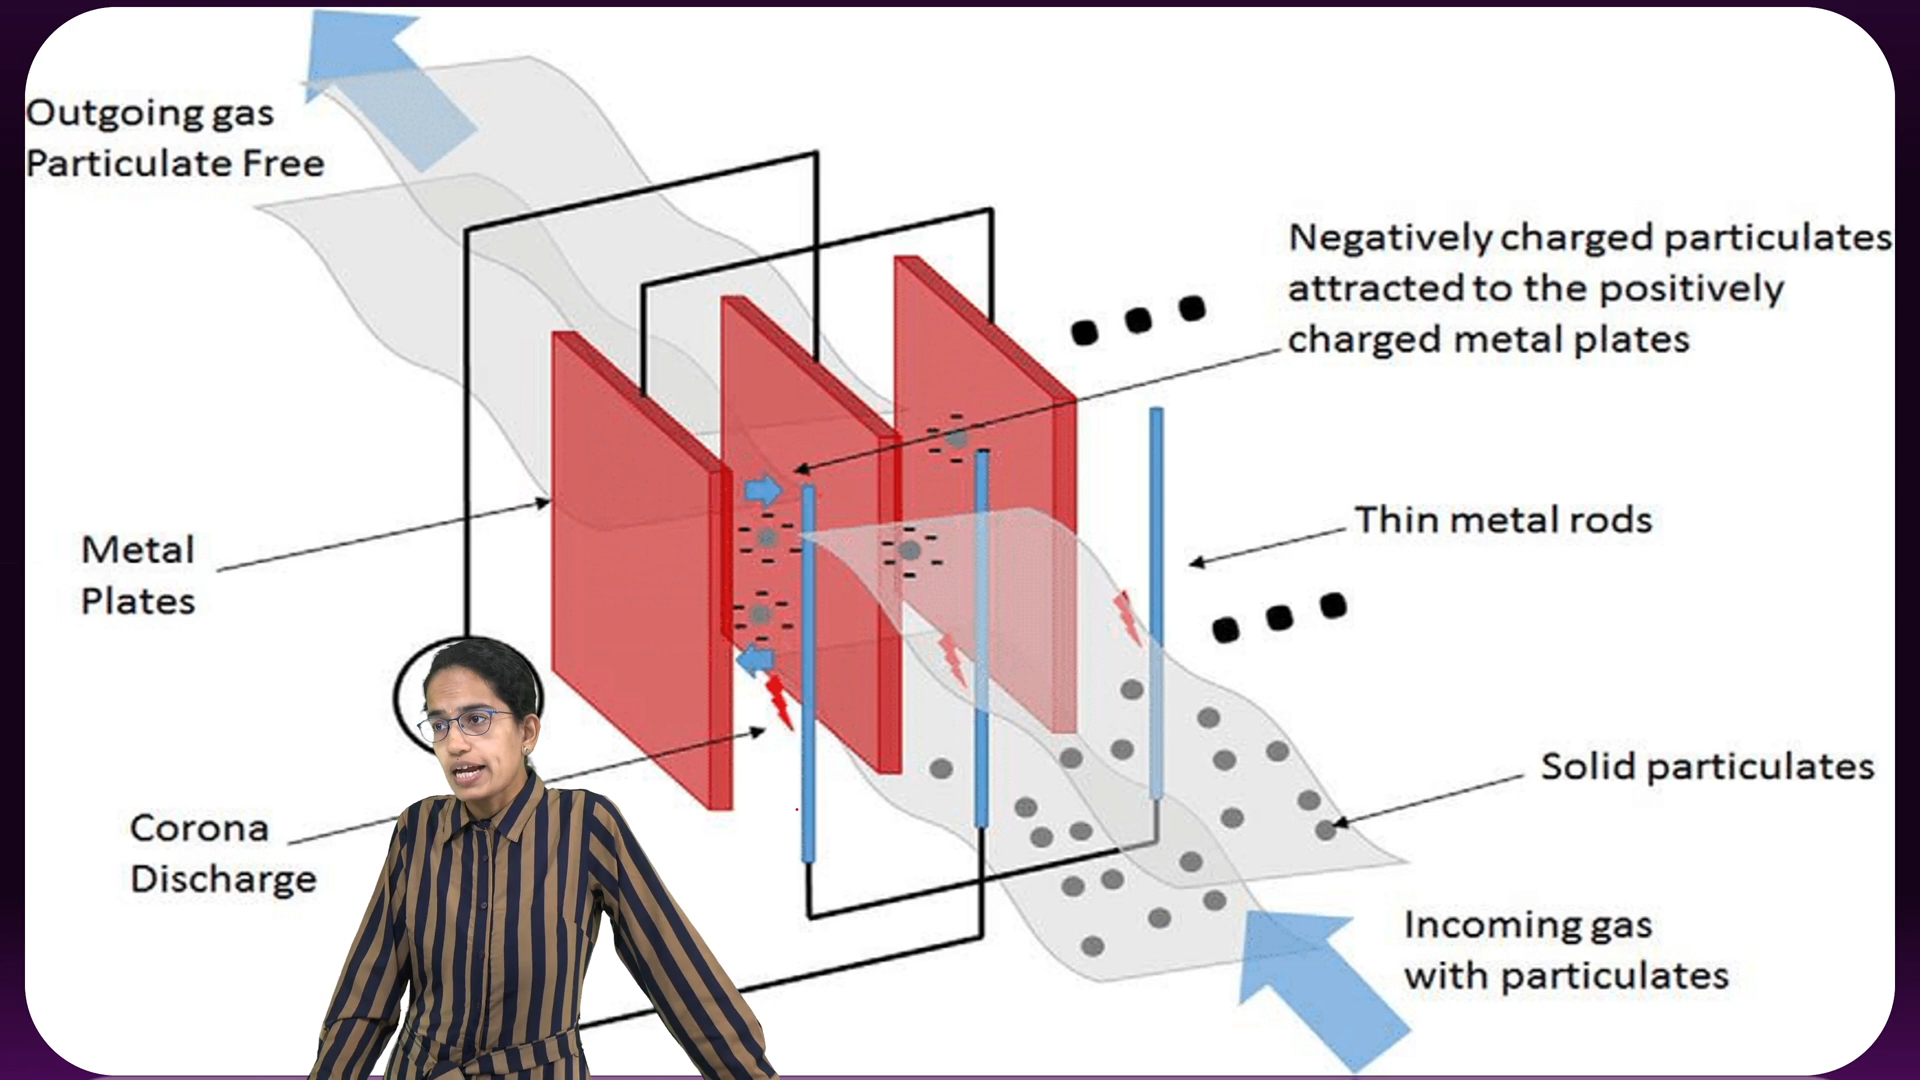 Outgoing gas
Particulate Free
Negatively charged particulates
attracted to the positively
charged metal plates
Metal
Plates
Thin metal rods
Solid particulates
Corona
Discharge
Incoming gas
with particulates